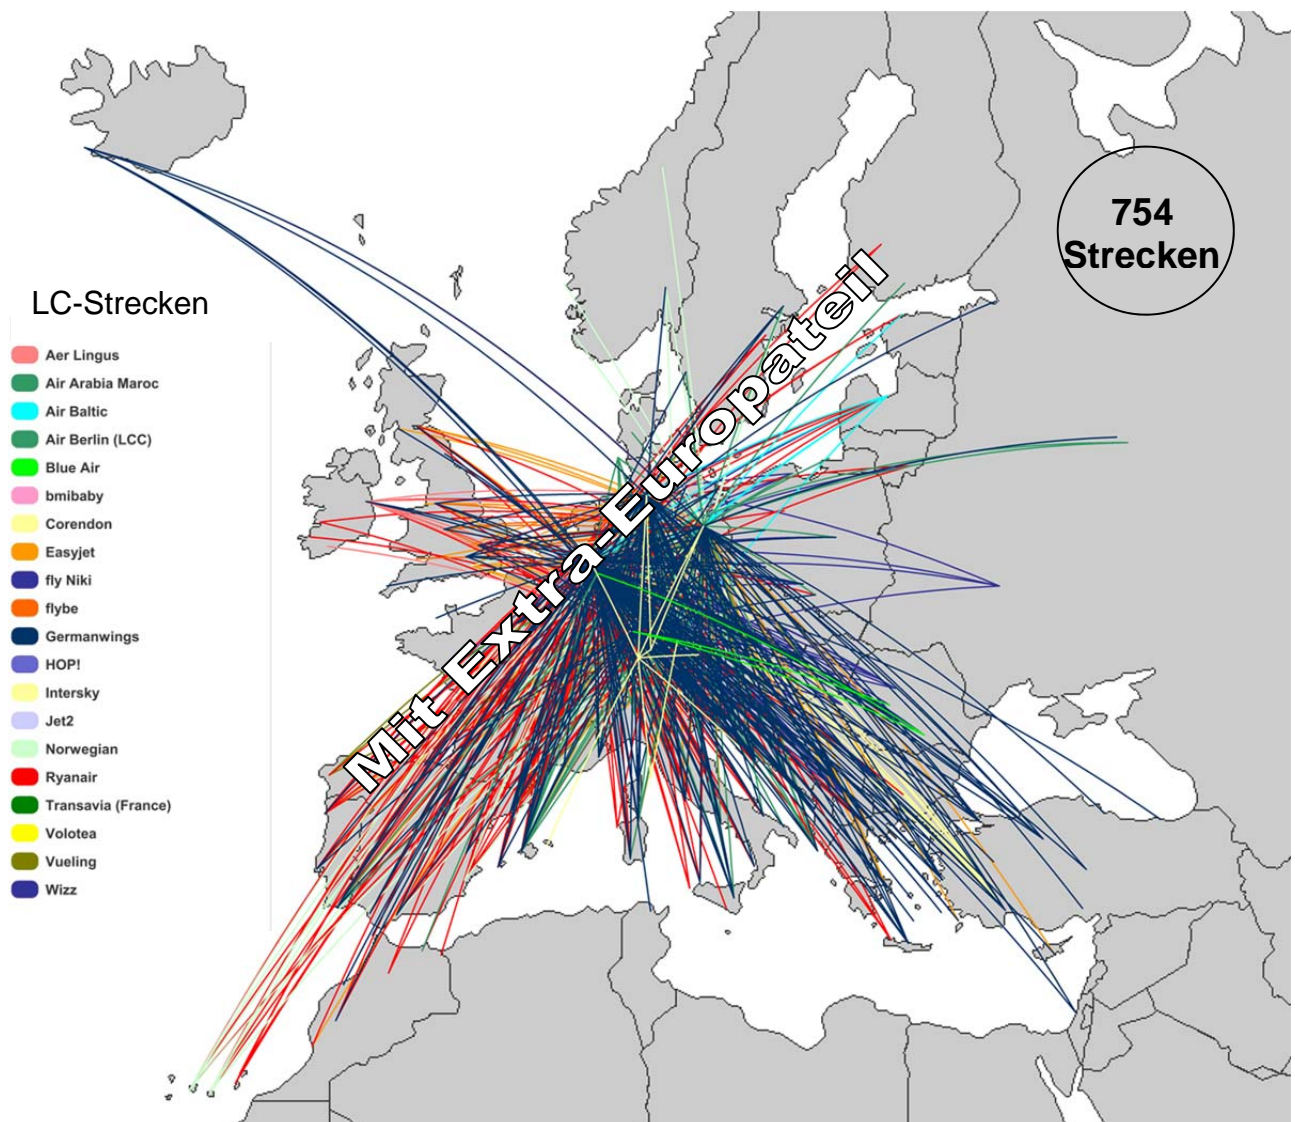 754
Strecken
LC-Strecken
Aer Lingus
Air Arabia Maroc
Air Baltic
Air Berlin (LCC)
Blue Air
bmibaby
Corendon
Easyjet
fly Niki
flybe
Germanwings
HOP!
Intersky
Jet2
Norwegian
Ryanair
Transavia (France)
Volotea
Vueling
Wizz
Mit Extra-Europateil